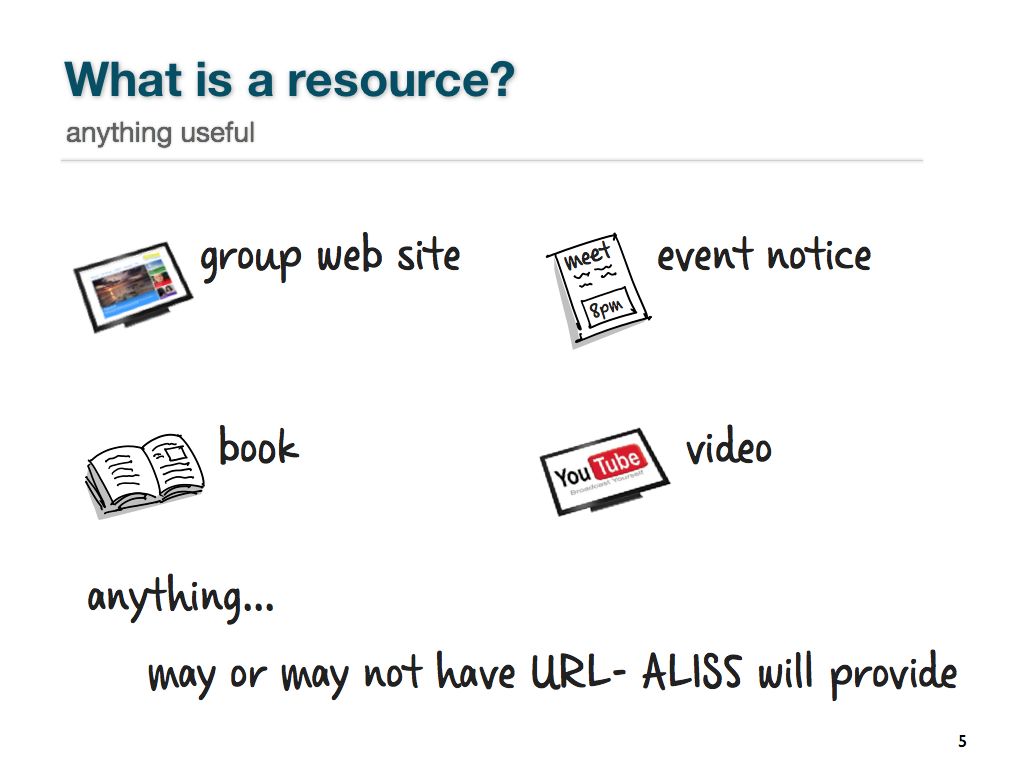 What is a resource?
anything useful
group web site
meet
8pm
event notice
book
YouTube
Broadcast Yourself
video
anything...
may or may not have URL- ALISS will provide
5